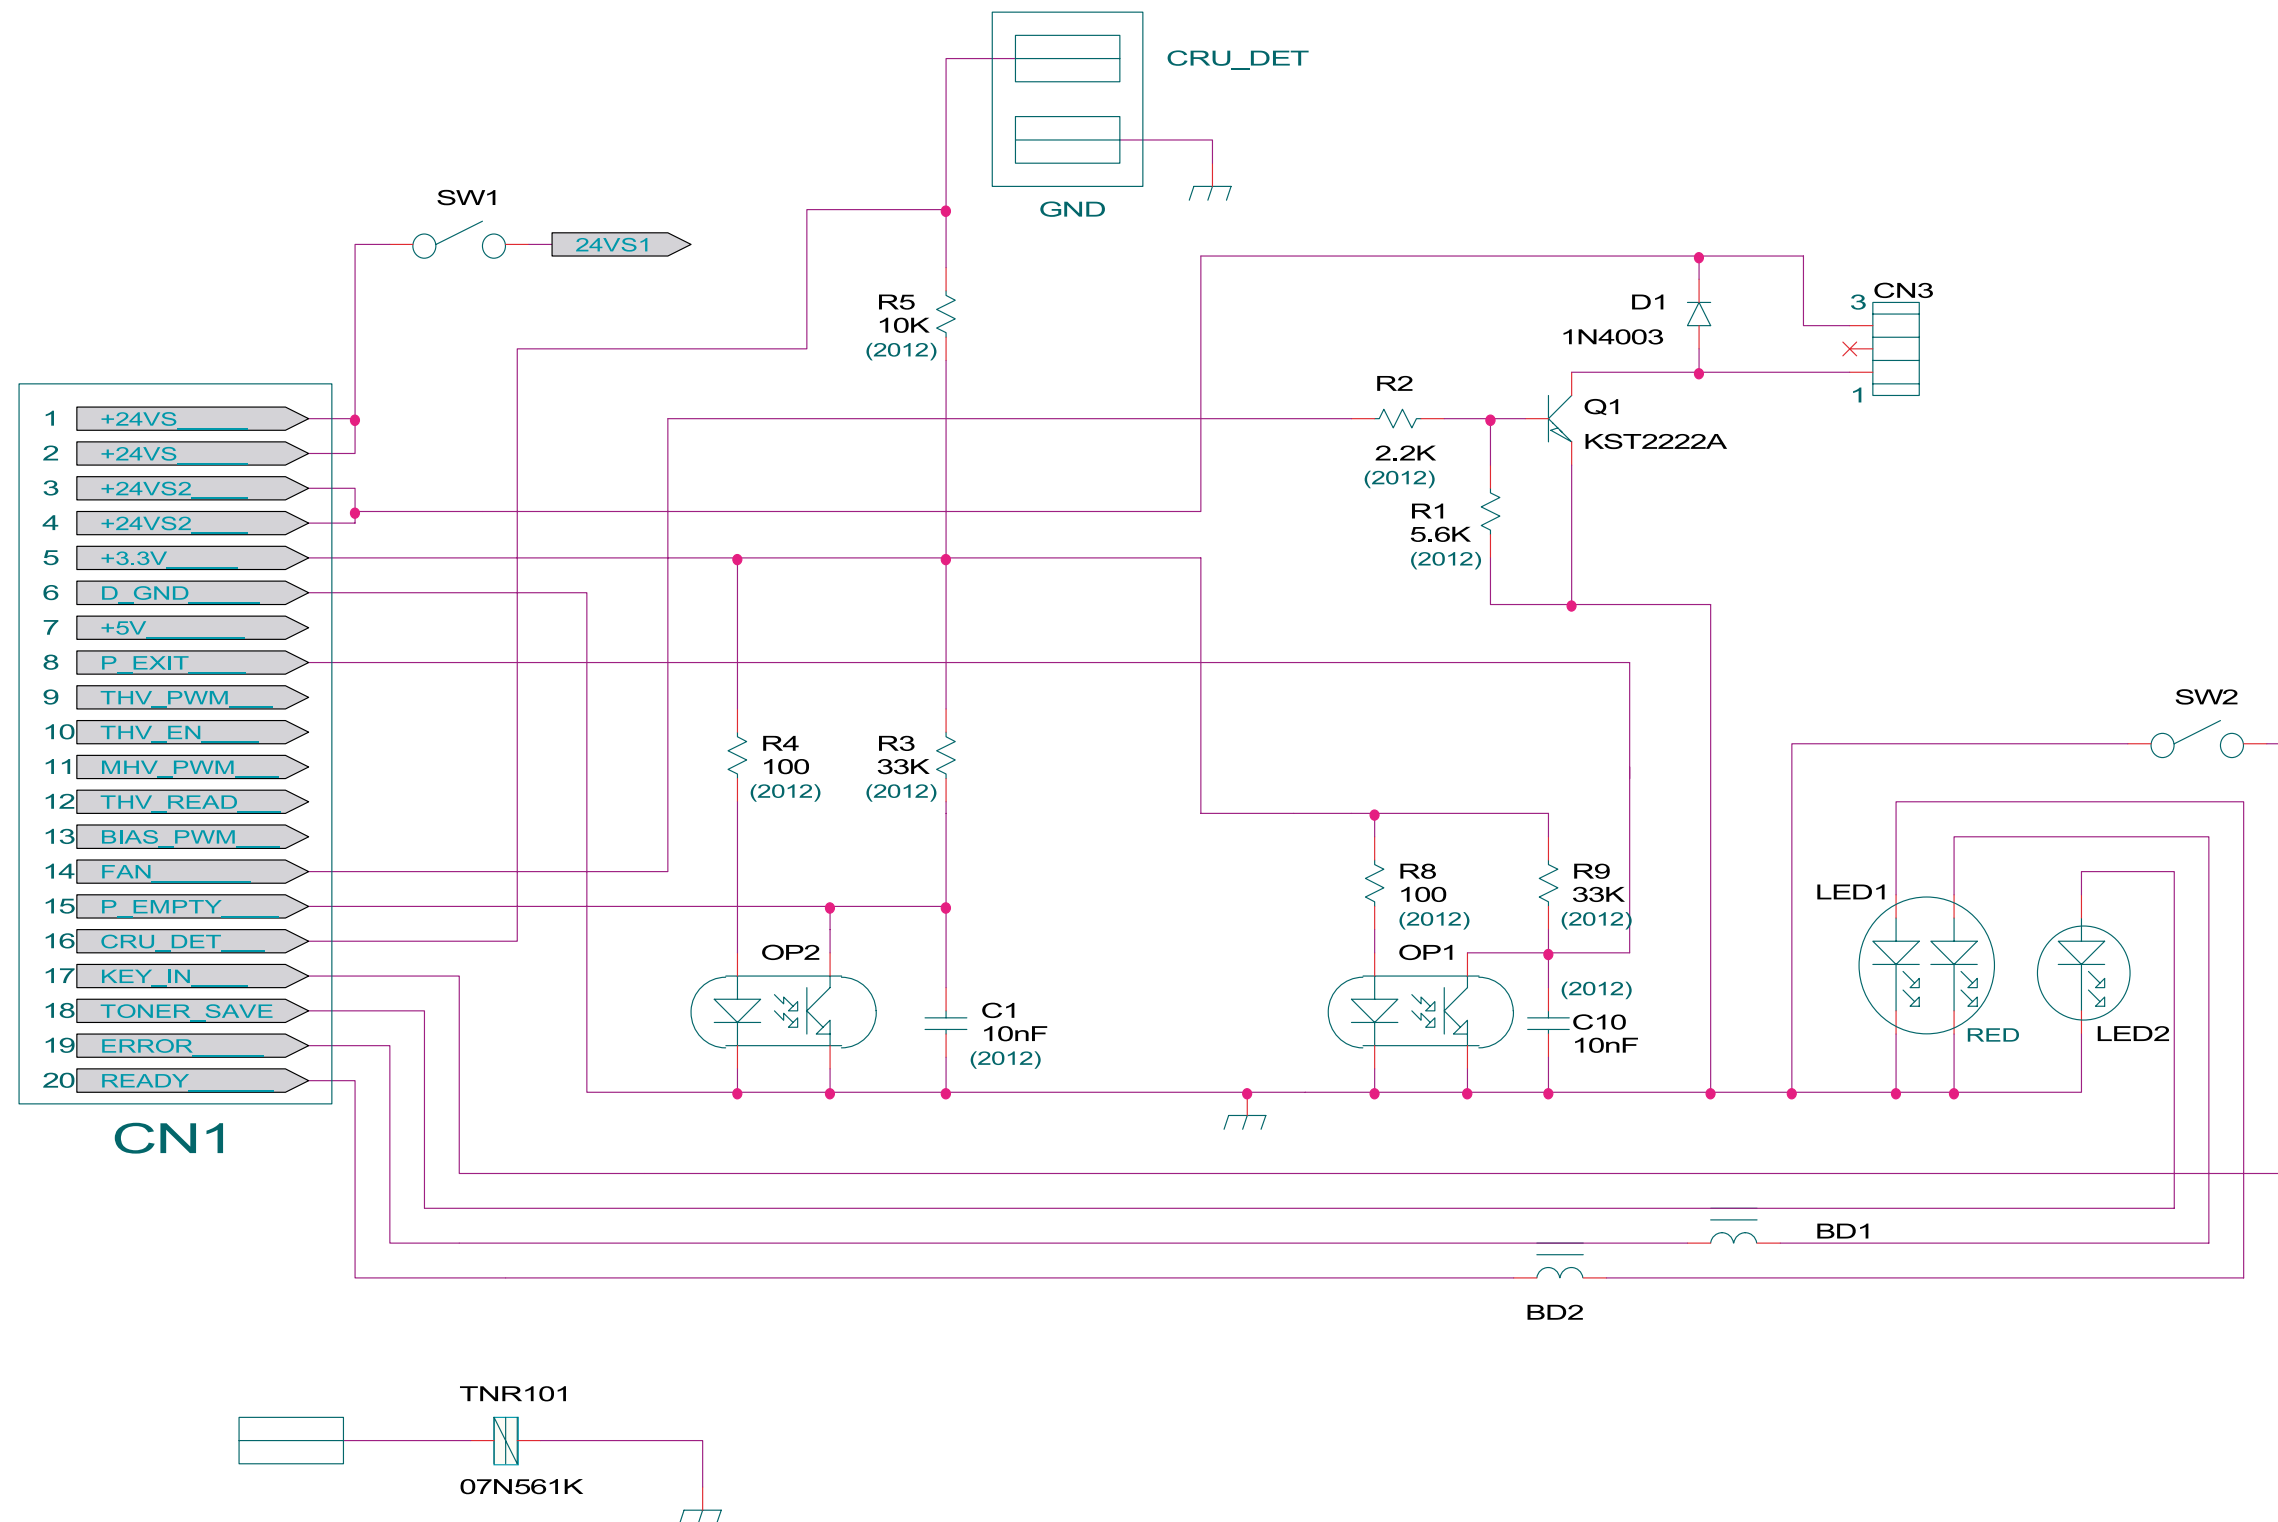 CRU_DET
GND
SW1
24VS1
R5
10K
(2012)
D1
1N4003
3
CN3
1
R2
2.2K
(2012)
Q1
KST2222A
R1
5.6K
(2012)
1 +24VS
2 +24VS
3 +24VS2
4 +24VS2
5 +3.3V
6 D_GND
7 +5V
8 P_EXIT
9 THV_PWM
10 THV_EN
11 MHV_PWM
12 THV_READ
13 BIAS_PWM
14 FAN
15 P_EMPTY
16 CRU_DET
17 KEY_IN
18 TONER_SAVE
19 ERROR
20 READY
CN1
R4
100
(2012)
R3
33K
(2012)
SW2
R8
100
(2012)
R9
33K
(2012)
LED1
OP2
OP1
(2012)
C1
10nF
(2012)
C10
10nF
RED
LED2
BD1
BD2
TNR101
07N561K